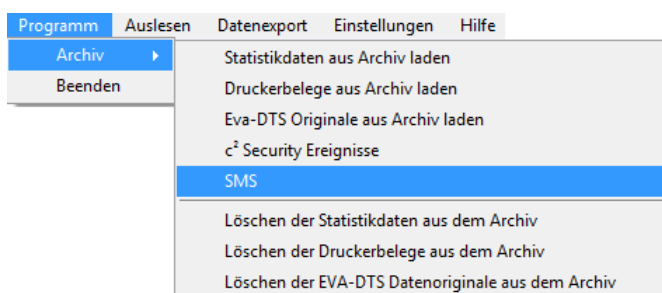 Programm Auslesen Datenexport Einstellungen Hilfe
Archiv
Beenden
Statistikdaten aus Archiv laden
Druckerbelege aus Archiv laden
Eva-DTS Originale aus Archiv laden
c² Security Ereignisse
SMS
Löschen der Statistikdaten aus dem Archiv
Löschen der Druckerbelege aus dem Archiv
Löschen der EVA-DTS Datenoriginale aus dem Archiv